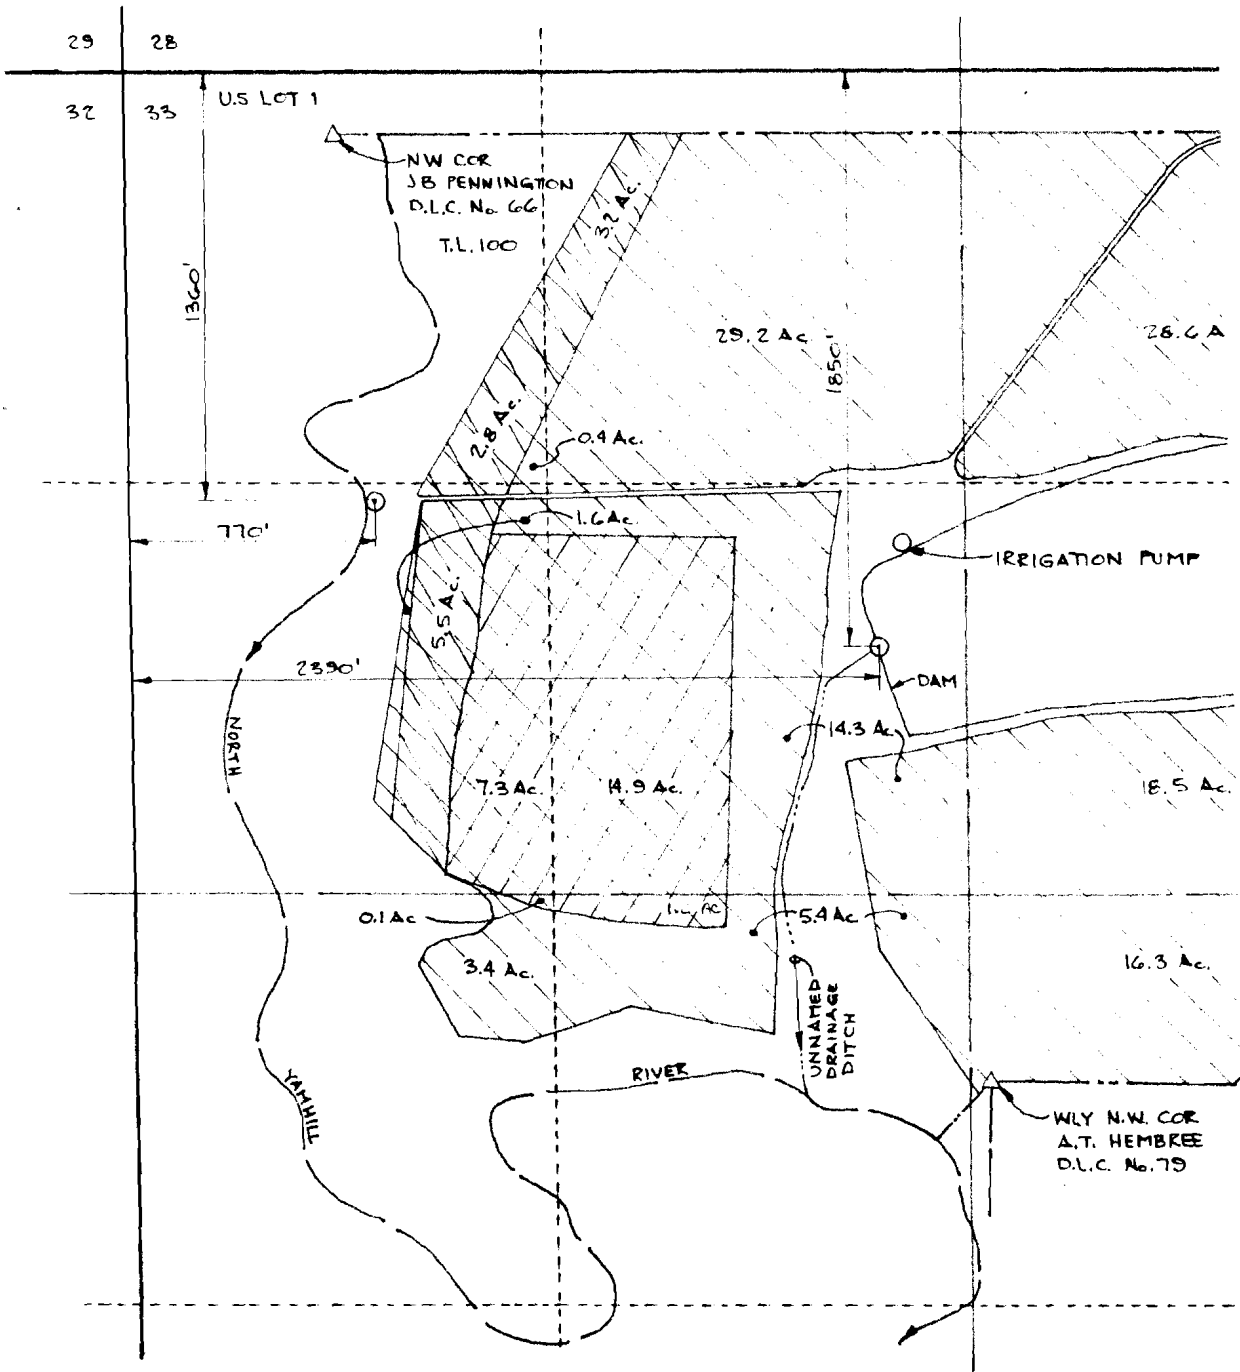 29 28
32 33
U.S LOT 1
NW COR
J B PENNINGTON
D.L.C. No. 66
T.L. 100
1360'
3.2 Ac.
29.2 Ac
1850'
28.6 A
2.8 Ac.
0.4 Ac.
770'
1.6 Ac.
IRRIGATION PUMP
5.5 Ac.
2390'
DAM
NORTH
14.3 Ac.
7.3 Ac.
14.9 Ac.
18.5 Ac.
0.1 Ac
AC
5.4 Ac.
3.4 Ac.
16.3 Ac.
UNNAMED
DRAINAGE
DITCH
RIVER
YAMHILL
WLY N.W. COR
A.T. HEMBREE
D.L.C. No. 79